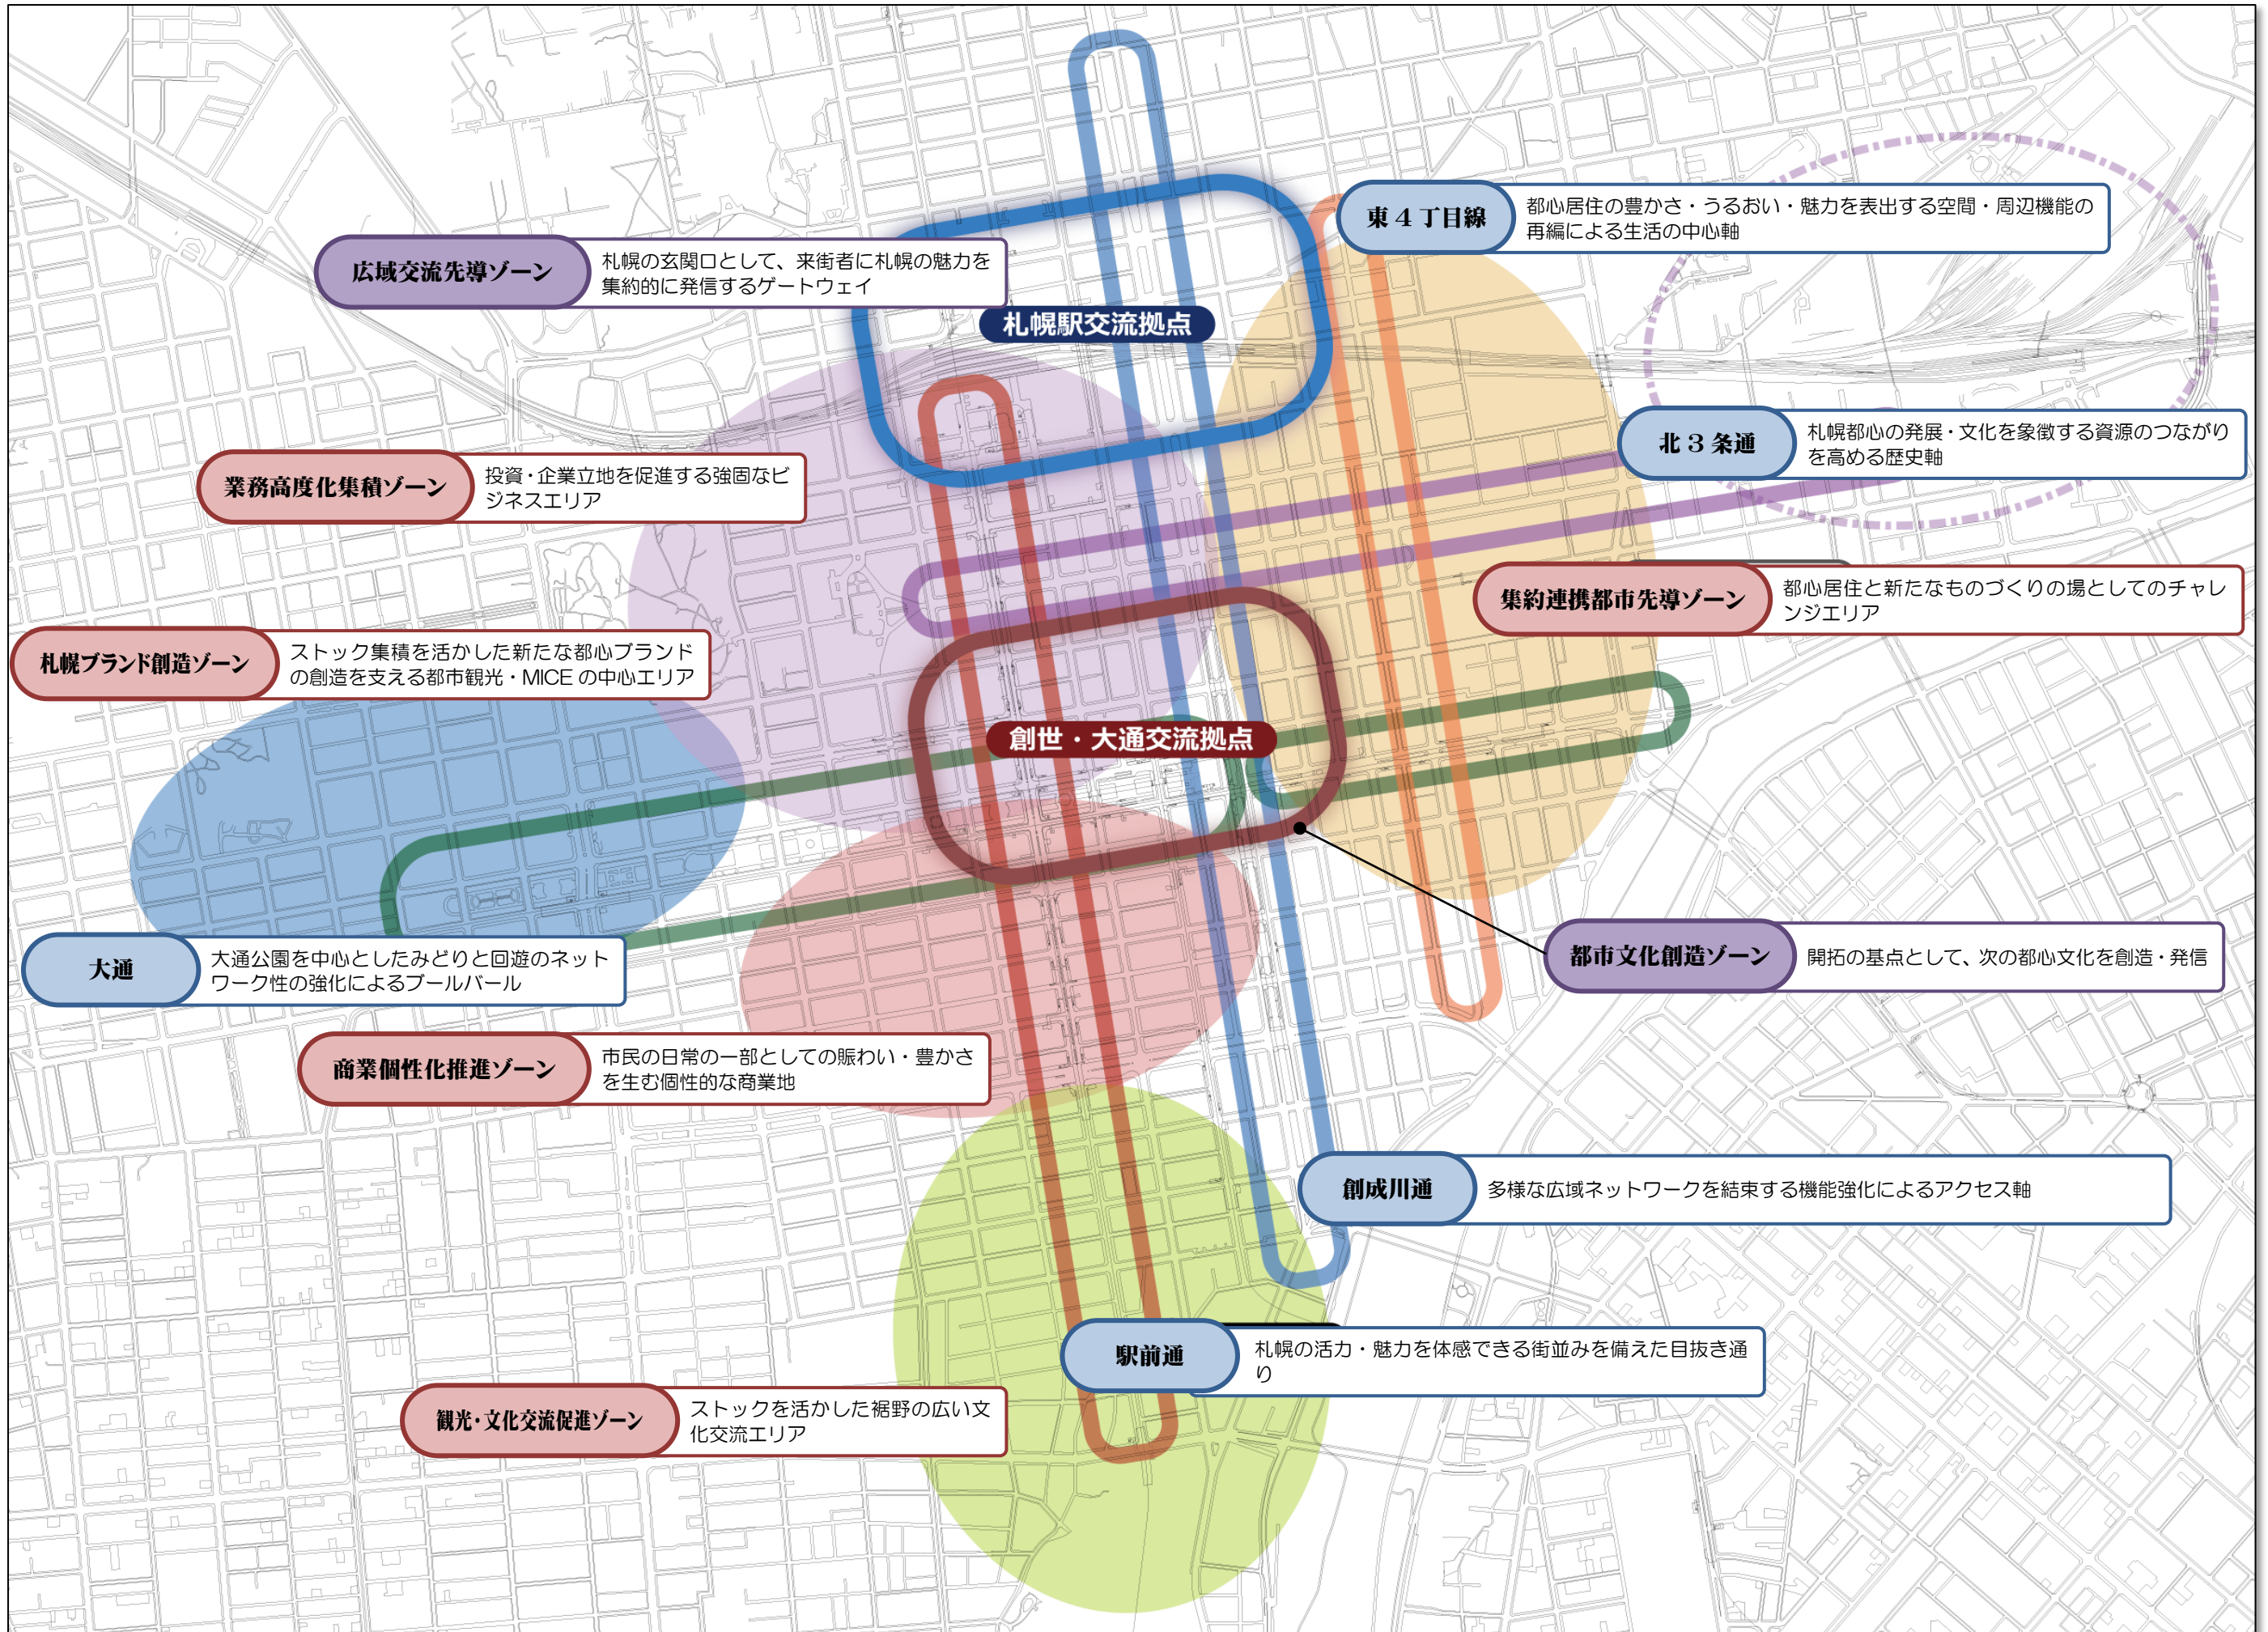 東４丁目線
都心居住の豊かさ・うるおい・魅力を表出する空間・周辺機能の
再編による生活の中心軸
広域交流先導ゾーン
札幌の玄関口として、来街者に札幌の魅力を
集約的に発信するゲートウェイ
札幌駅交流拠点
北３条通
札幌都心の発展・文化を象徴する資源のつながり
を高める歴史軸
業務高度化集積ゾーン
投資・企業立地を促進する強固なビ
ジネスエリア
集約連携都市先導ゾーン
都心居住と新たなものづくりの場としてのチャレ
ンジエリア
札幌ブランド創造ゾーン
ストック集積を活かした新たな都心ブランド
の創造を支える都市観光・MICE の中心エリア
創世・大通交流拠点
大通
大通公園を中心としたみどりと回遊のネット
ワーク性の強化によるブールバール
都市文化創造ゾーン
開拓の基点として、次の都心文化を創造・発信
商業個性化推進ゾーン
市民の日常の一部としての賑わい・豊かさ
を生む個性的な商業地
創成川通
多様な広域ネットワークを結束する機能強化によるアクセス軸
駅前通
札幌の活力・魅力を体感できる街並みを備えた目抜き通
り
観光・文化交流促進ゾーン
ストックを活かした裾野の広い文
化交流エリア